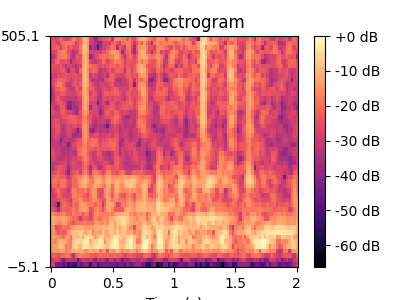 Mel Spectrogram
505.1
−5.1
0
0.5
1
1.5
2
+0 dB
-10 dB
-20 dB
-30 dB
-40 dB
-50 dB
-60 dB